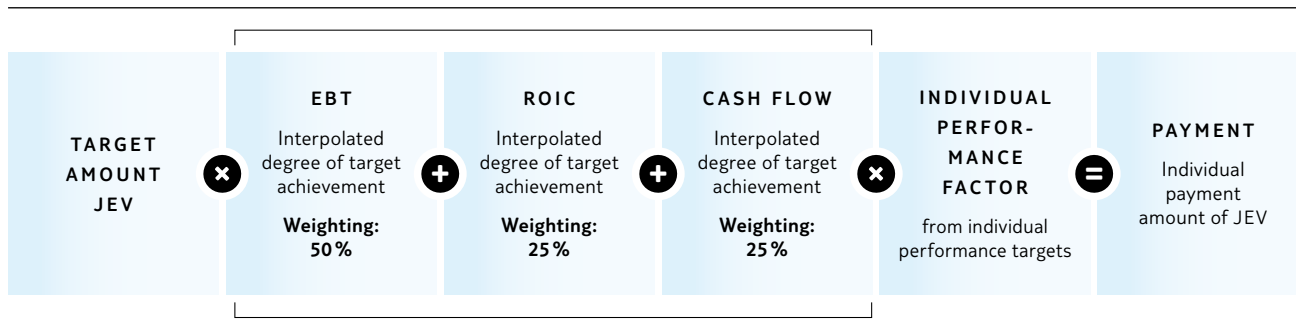 TARGET
AMOUNT
JEV
×
EBT
Interpolated
degree of target
achievement
Weighting:
50 %
+
ROIC
Interpolated
degree of target
achievement
Weighting:
25 %
+
CASH FLOW
Interpolated
degree of target
achievement
Weighting:
25 %
×
INDIVIDUAL
PERFOR-
MANCE
FACTOR
from individual
performance targets
=
PAYMENT
Individual
payment
amount of JEV